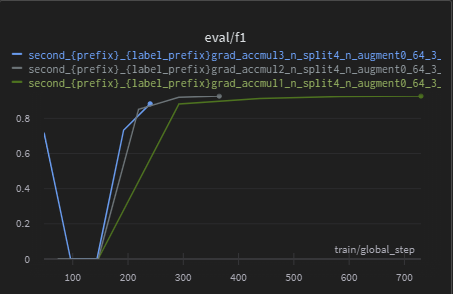 eval/f1
second_{prefix}_{label_prefix}grad_accmul3_n_split4_n_augment0_64_3_
second_{prefix}_{label_prefix}grad_accmul2_n_split4_n_augment0_64_3_
second_{prefix}_{label_prefix}grad_accmul1_n_split4_n_augment0_64_3_
0.8
0.6
0.4
0.2
train/global_step
0
100 200 300 400 500 600 700